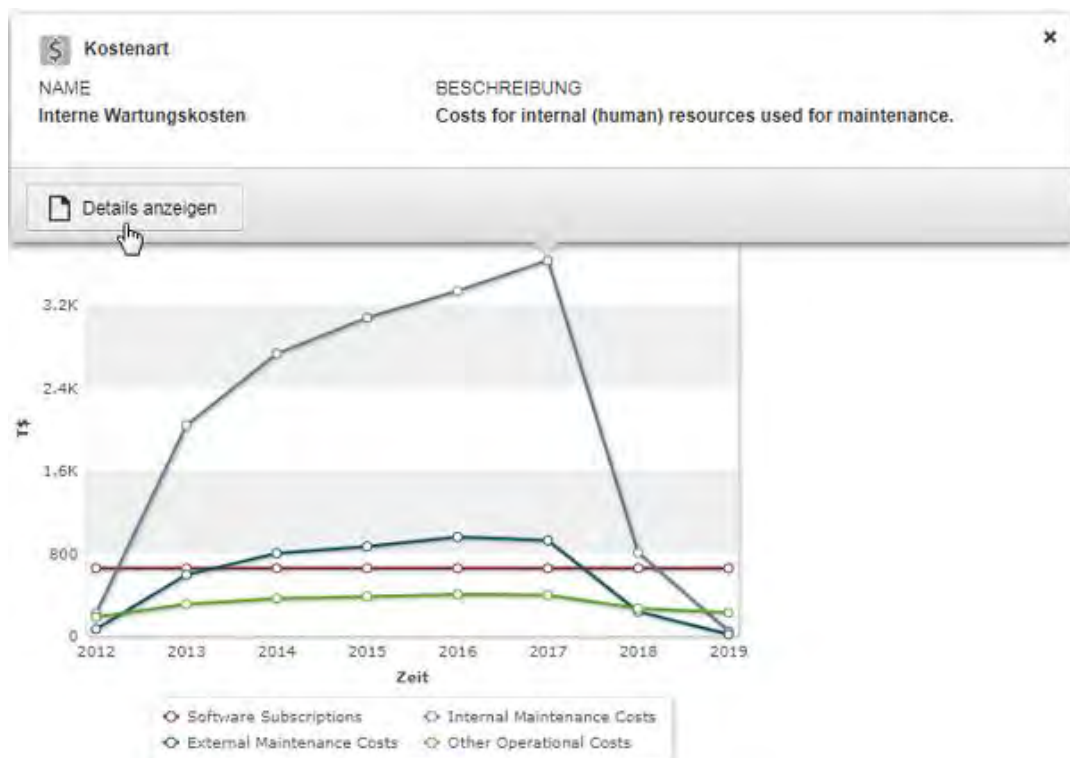 $ Kostenart
×
NAME
BESCHREIBUNG
Interne Wartungskosten
Costs for internal (human) resources used for maintenance.
Details anzeigen
3.2K
2.4K
1.6K
800
0
T$
2012 2013 2014 2015 2016 2017 2018 2019
Zeit
Software Subscriptions
Internal Maintenance Costs
External Maintenance Costs
Other Operational Costs